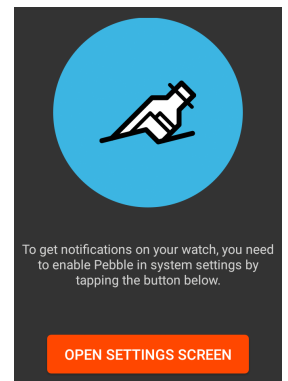 To get notifications on your watch, you need
to enable Pebble in system settings by
tapping the button below.
OPEN SETTINGS SCREEN